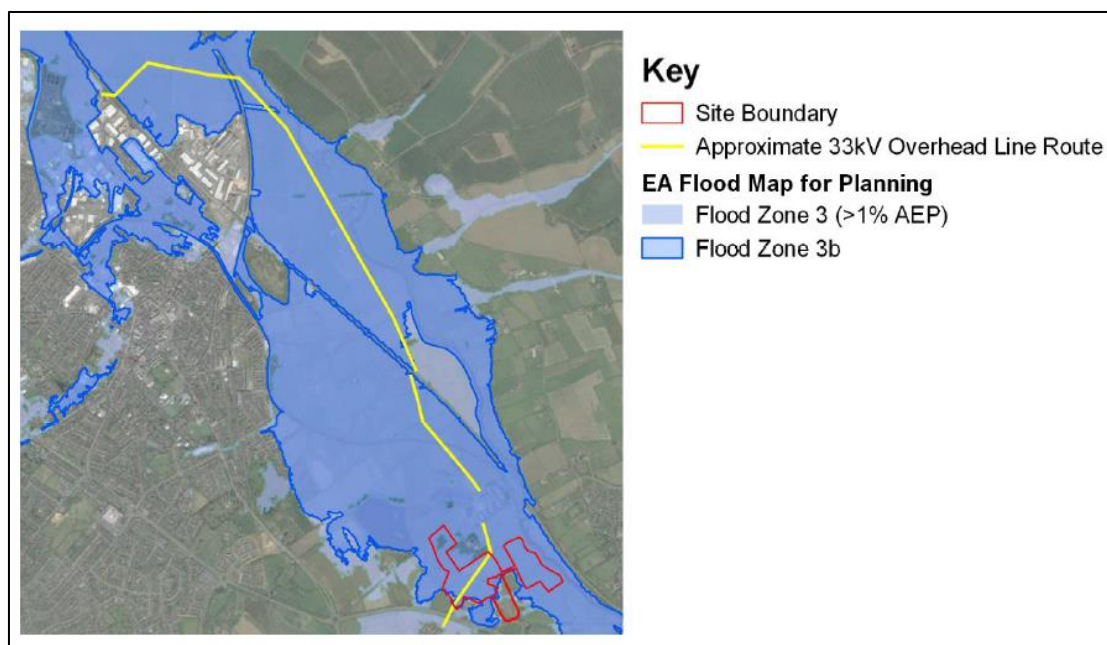 Key
Site Boundary
Approximate 33kV Overhead Line Route
EA Flood Map for Planning
Flood Zone 3 (>1% AEP)
Flood Zone 3b